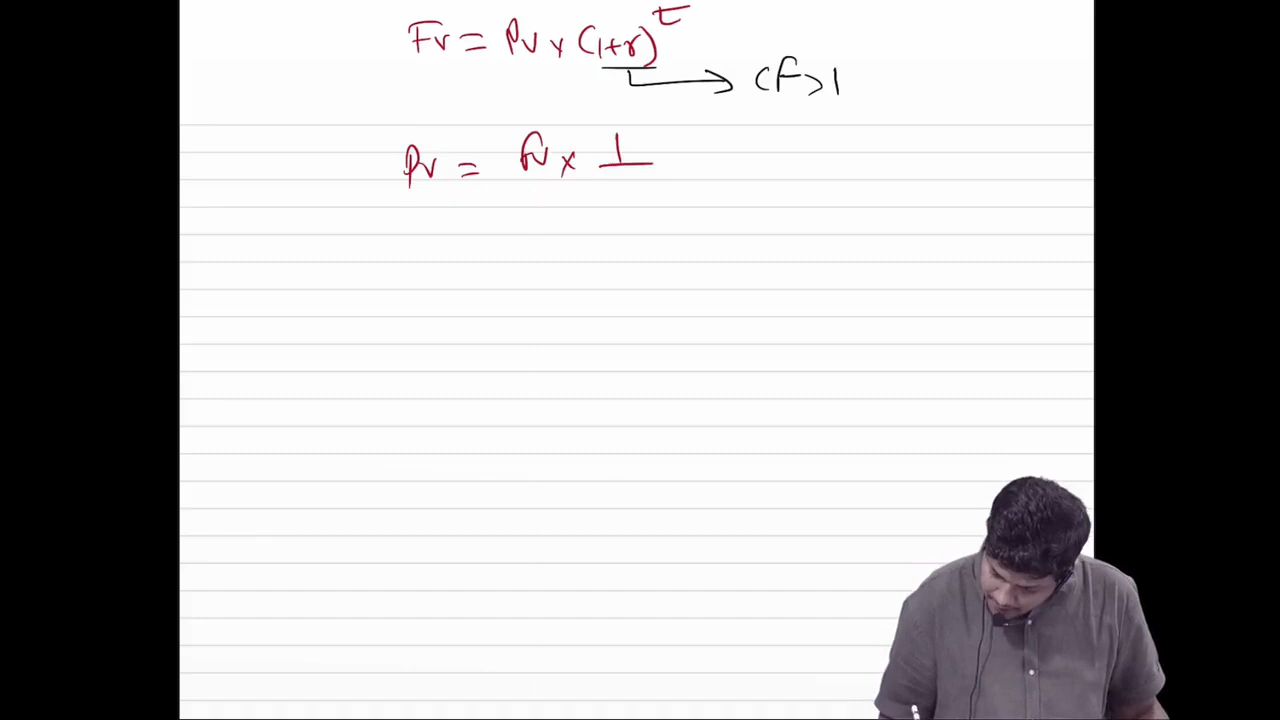 Fv = Pv × (1+r)^t
→ CF>1
Pv = Fv × 1